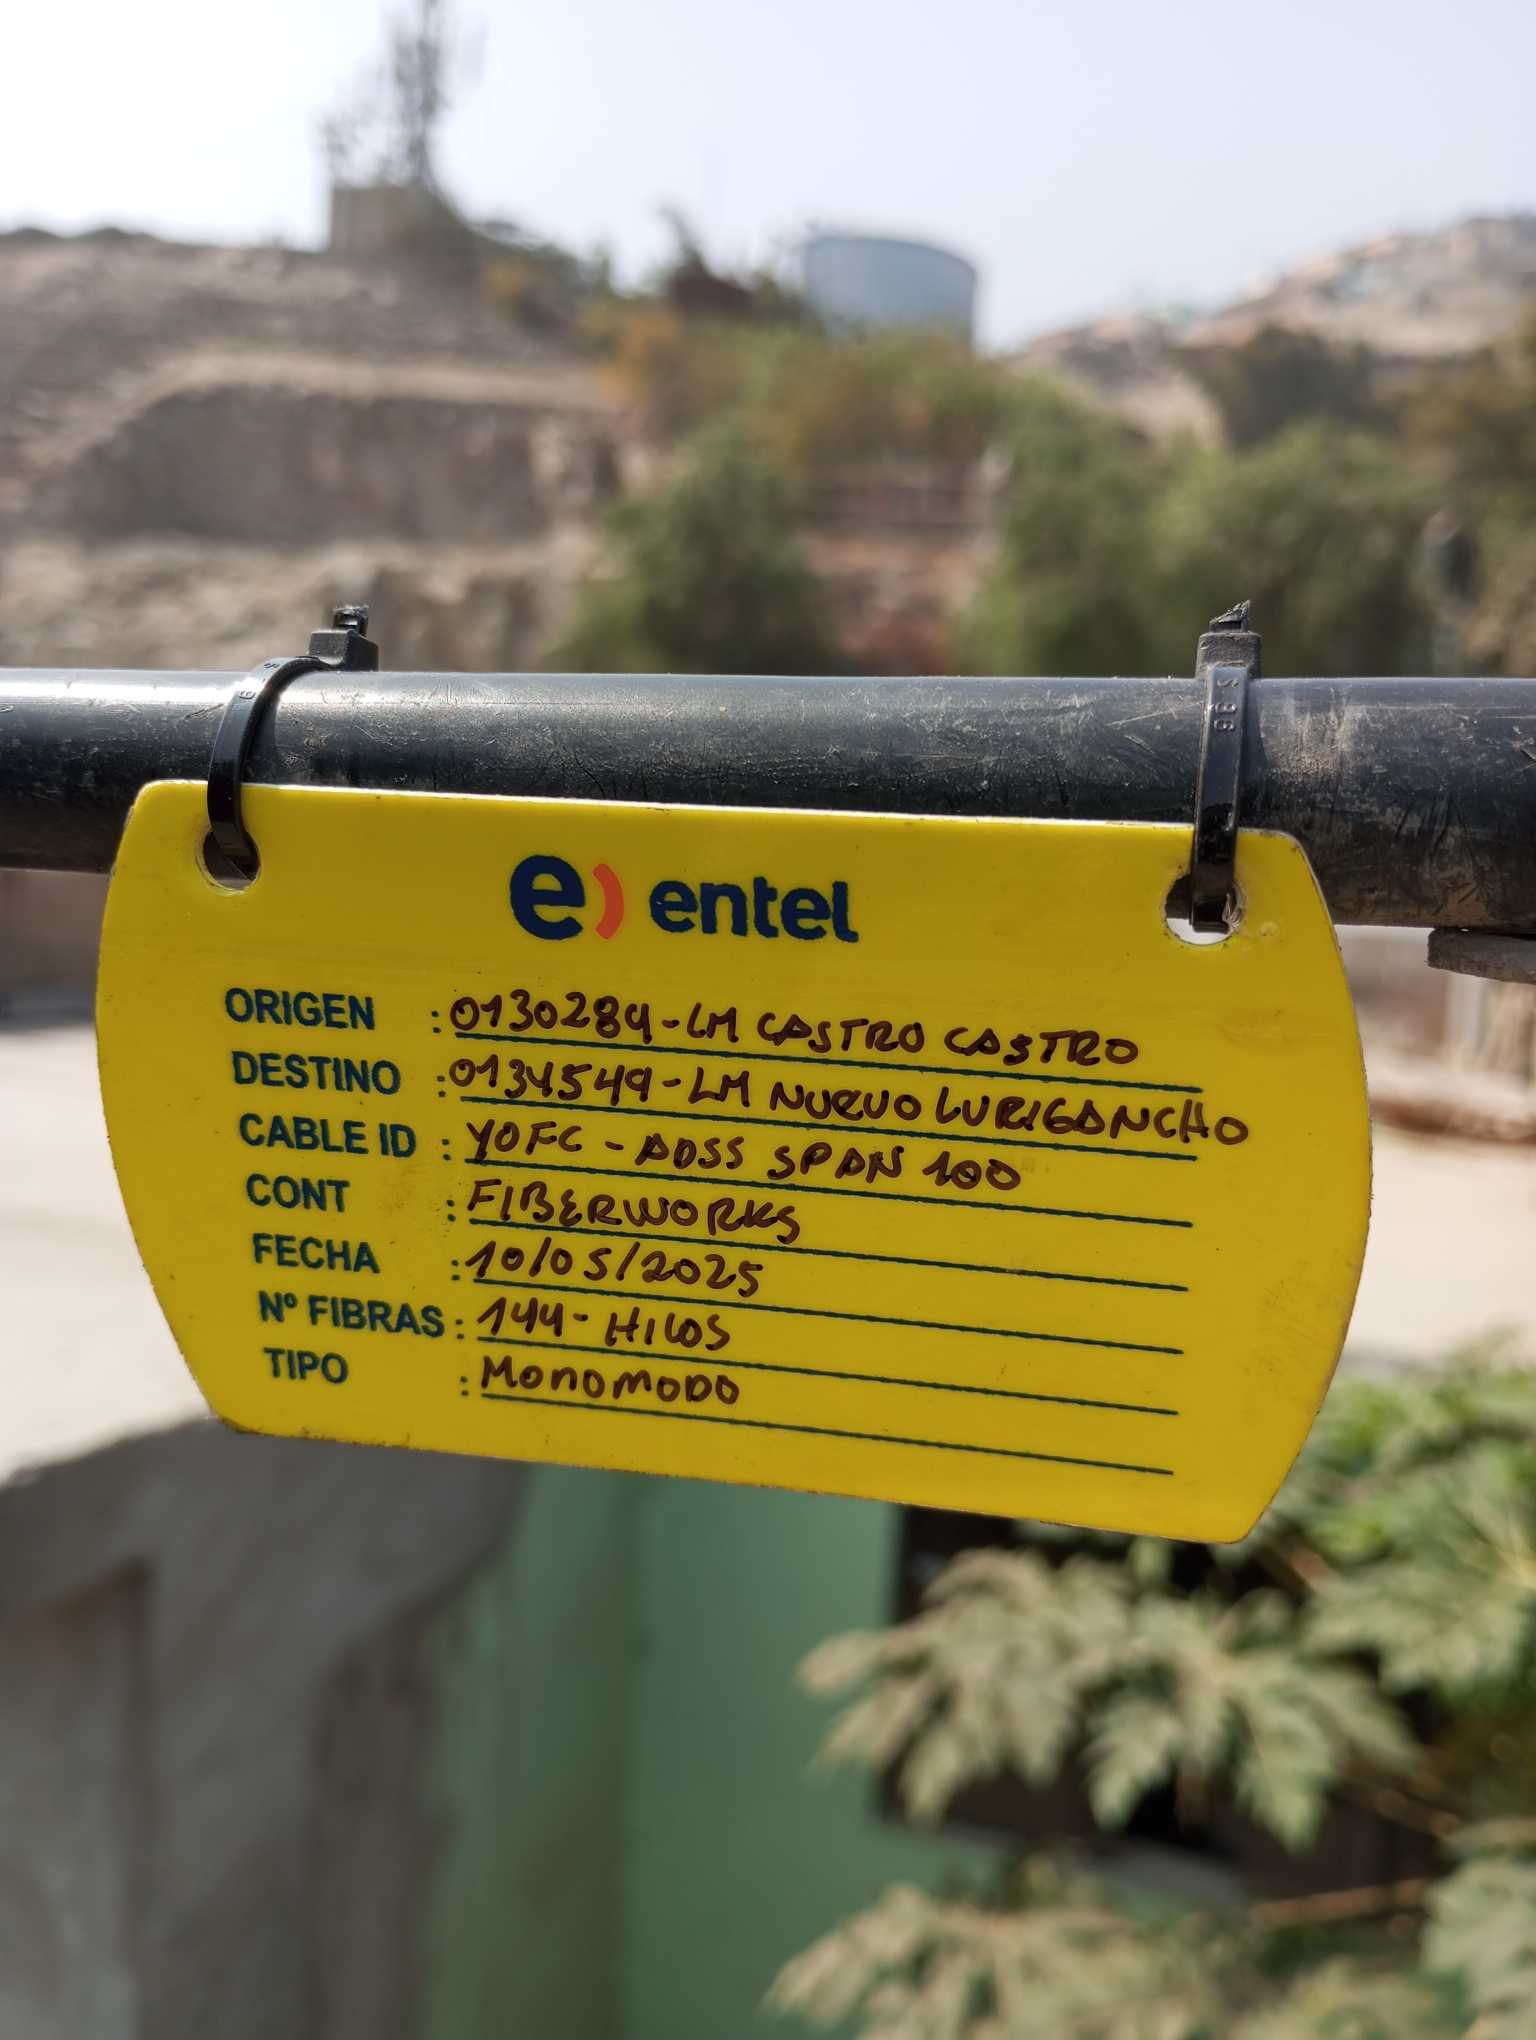 e) entel
ORIGEN : 0130284-LM CASTRO CASTRO
DESTINO : 0134549-LM NUEVO LURIGANCHO
CABLE ID : YOFC - ADSS SPAN 100
CONT : FIBERWORKS
FECHA : 10/05/2025
Nº FIBRAS : 144- HILOS
TIPO : MONOMODO